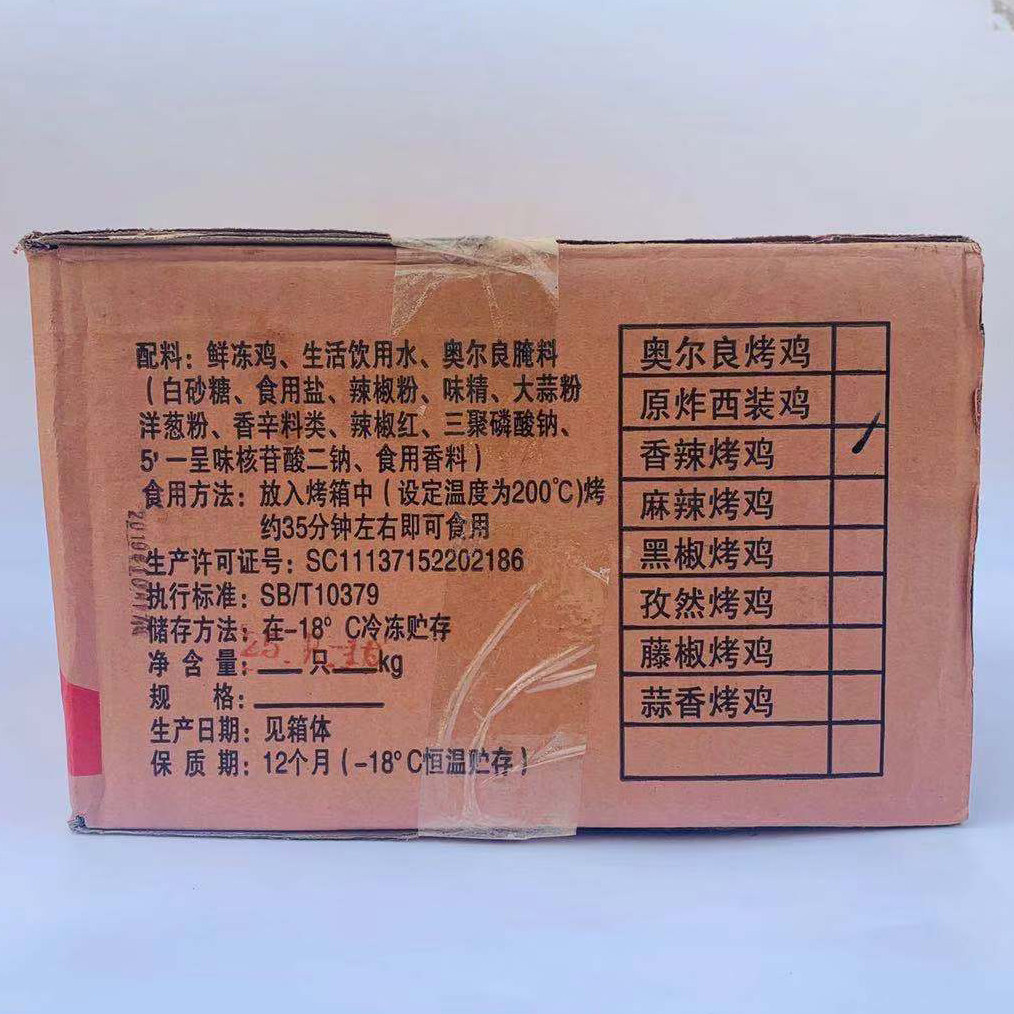 配料：鲜冻鸡、生活饮用水、奥尔良腌料
（白砂糖、食用盐、辣椒粉、味精、大蒜粉
洋葱粉、香辛料类、辣椒红、三聚磷酸钠、
5'一呈味核苷酸二钠、食用香料）
食用方法：放入烤箱中（设定温度为200℃)烤
约35分钟左右即可食用
生产许可证号：SC11137152202186
执行标准：SB/T10379
储存方法：在-18°C冷冻贮存
净含量：__只__kg
规格：____
生产日期：见箱体
保质期：12个月（-18°C恒温贮存）
奥尔良烤鸡
原炸西装鸡
香辣烤鸡
麻辣烤鸡
黑椒烤鸡
孜然烤鸡
藤椒烤鸡
蒜香烤鸡